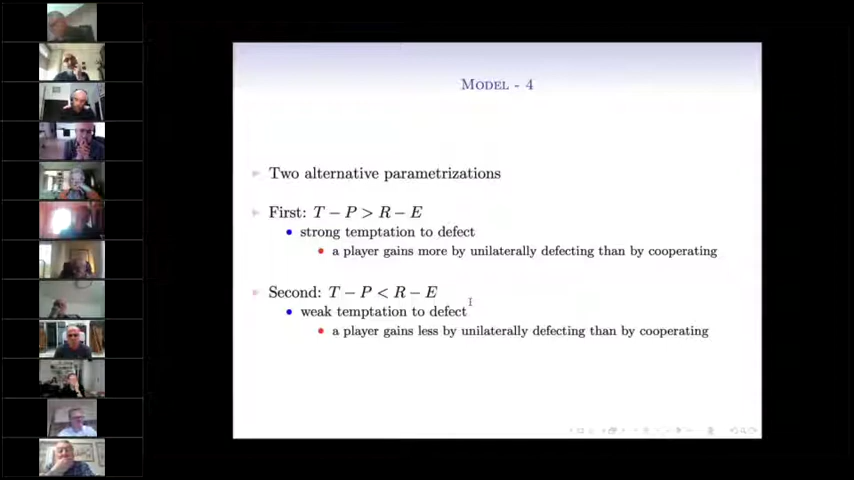 Model - 4
Two alternative parametrizations
First: T − P > R − E
strong temptation to defect
a player gains more by unilaterally defecting than by cooperating
Second: T − P < R − E
weak temptation to defect
a player gains less by unilaterally defecting than by cooperating